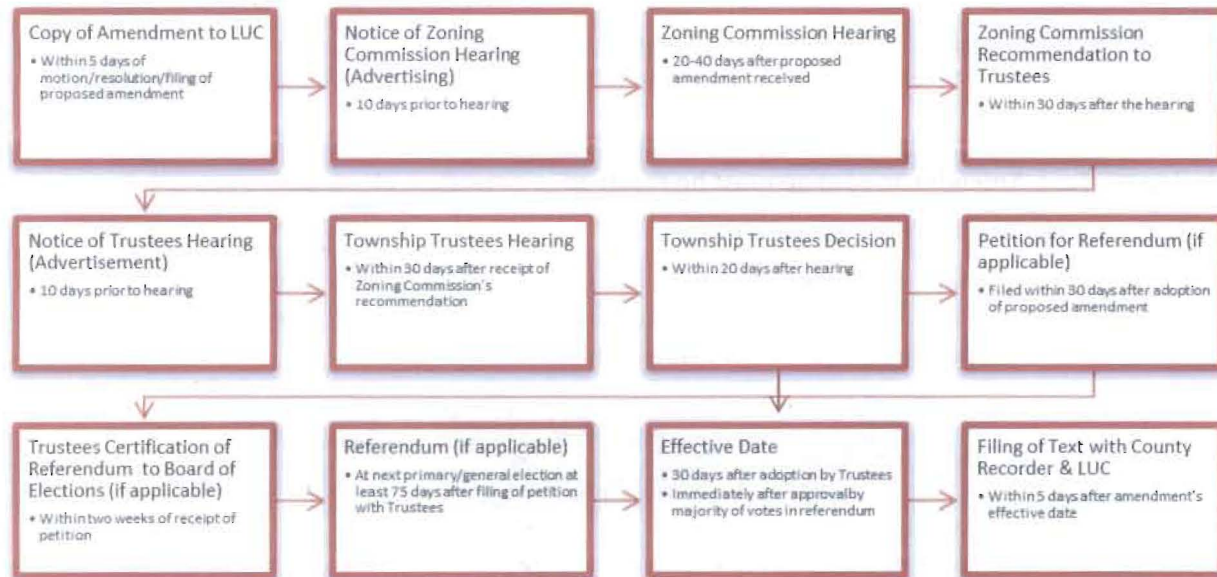 Copy of Amendment to LUC
• Within 5 days of
motion/resolution/filing of
proposed amendment
Notice of Zoning
Commission Hearing
(Advertising)
• 10 days prior to hearing
Zoning Commission Hearing
• 20-40 days after proposed
amendment received
Zoning Commission
Recommendation to
Trustees
• Within 30 days after the hearing
Notice of Trustees Hearing
(Advertisement)
• 10 days prior to hearing
Township Trustees Hearing
• Within 30 days after receipt of
Zoning Commission's
recommendation
Township Trustees Decision
• Within 20 days after hearing
Petition for Referendum (if
applicable)
• Filed within 30 days after adoption
of proposed amendment
Trustees Certification of
Referendum to Board of
Elections (if applicable)
• Within two weeks of receipt of
petition
Referendum (if applicable)
• At next primary/general election at
least 75 days after filing of petition
with Trustees
Effective Date
• 30 days after adoption by Trustees
• Immediately after approval by
majority of votes in referendum
Filing of Text with County
Recorder & LUC
• Within 5 days after amendment's
effective date